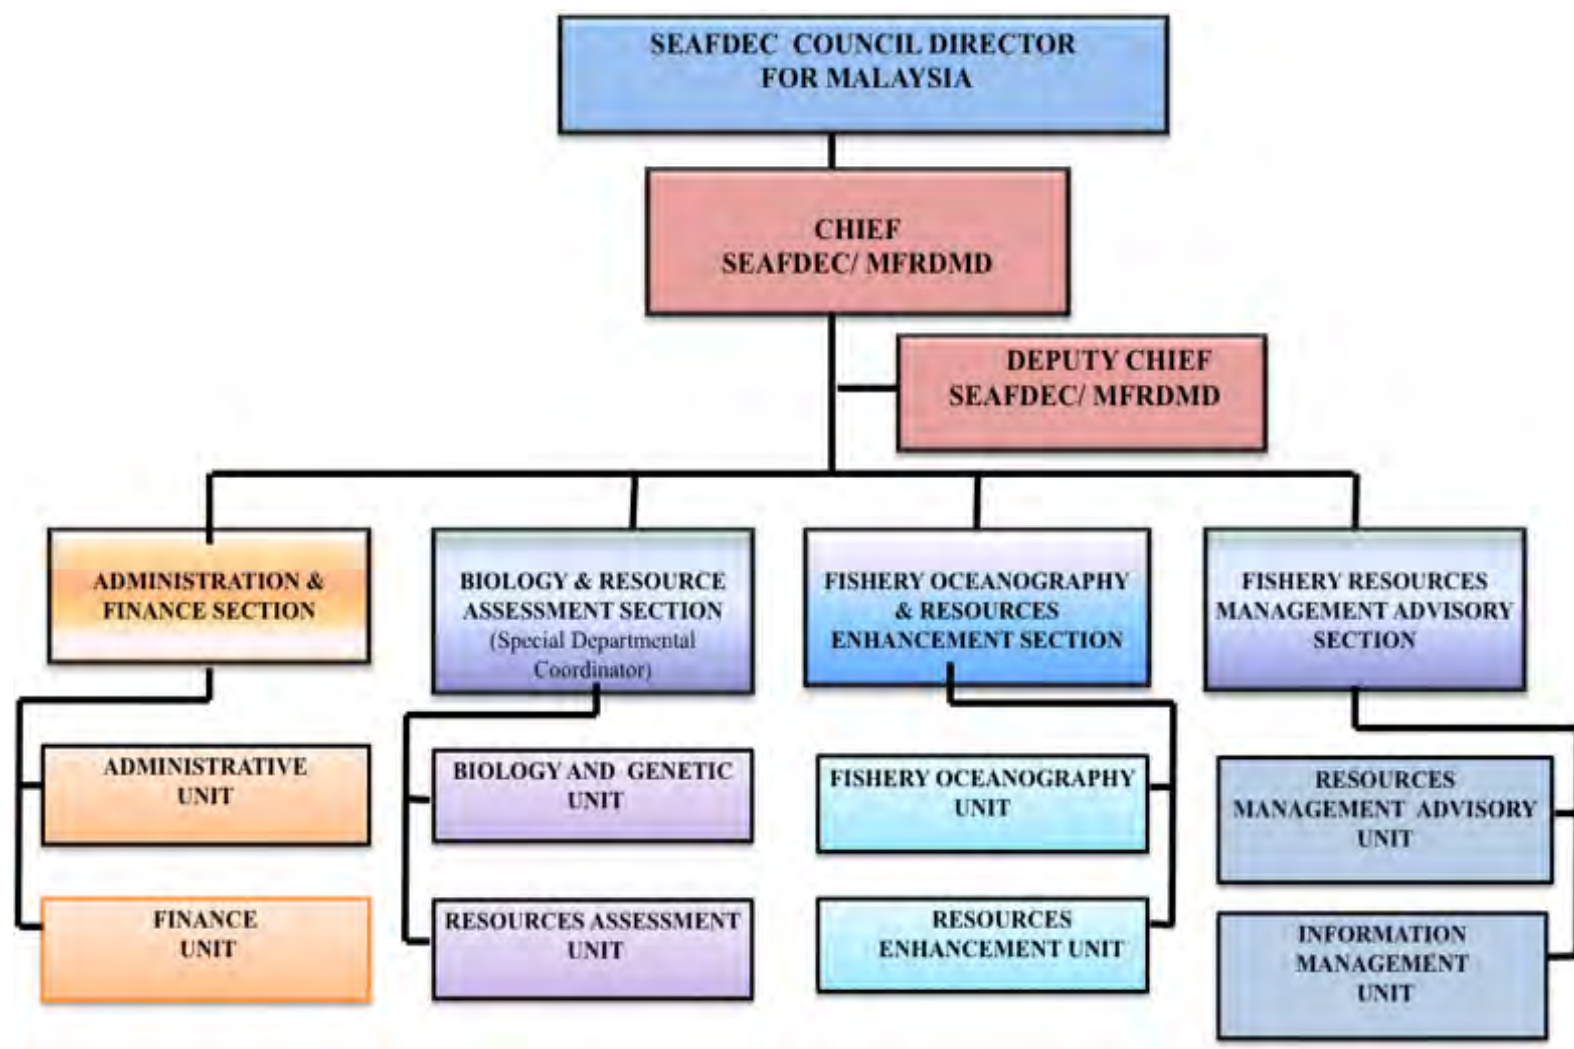 SEAFDEC COUNCIL DIRECTOR
FOR MALAYSIA
CHIEF
SEAFDEC/ MFRDMD
DEPUTY CHIEF
SEAFDEC/ MFRDMD
ADMINISTRATION &
FINANCE SECTION
BIOLOGY & RESOURCE
ASSESSMENT SECTION
(Special Departmental
Coordinator)
FISHERY OCEANOGRAPHY
& RESOURCES
ENHANCEMENT SECTION
FISHERY RESOURCES
MANAGEMENT ADVISORY
SECTION
ADMINISTRATIVE
UNIT
BIOLOGY AND GENETIC
UNIT
FISHERY OCEANOGRAPHY
UNIT
RESOURCES
MANAGEMENT ADVISORY
UNIT
FINANCE
UNIT
RESOURCES ASSESSMENT
UNIT
RESOURCES
ENHANCEMENT UNIT
INFORMATION
MANAGEMENT
UNIT